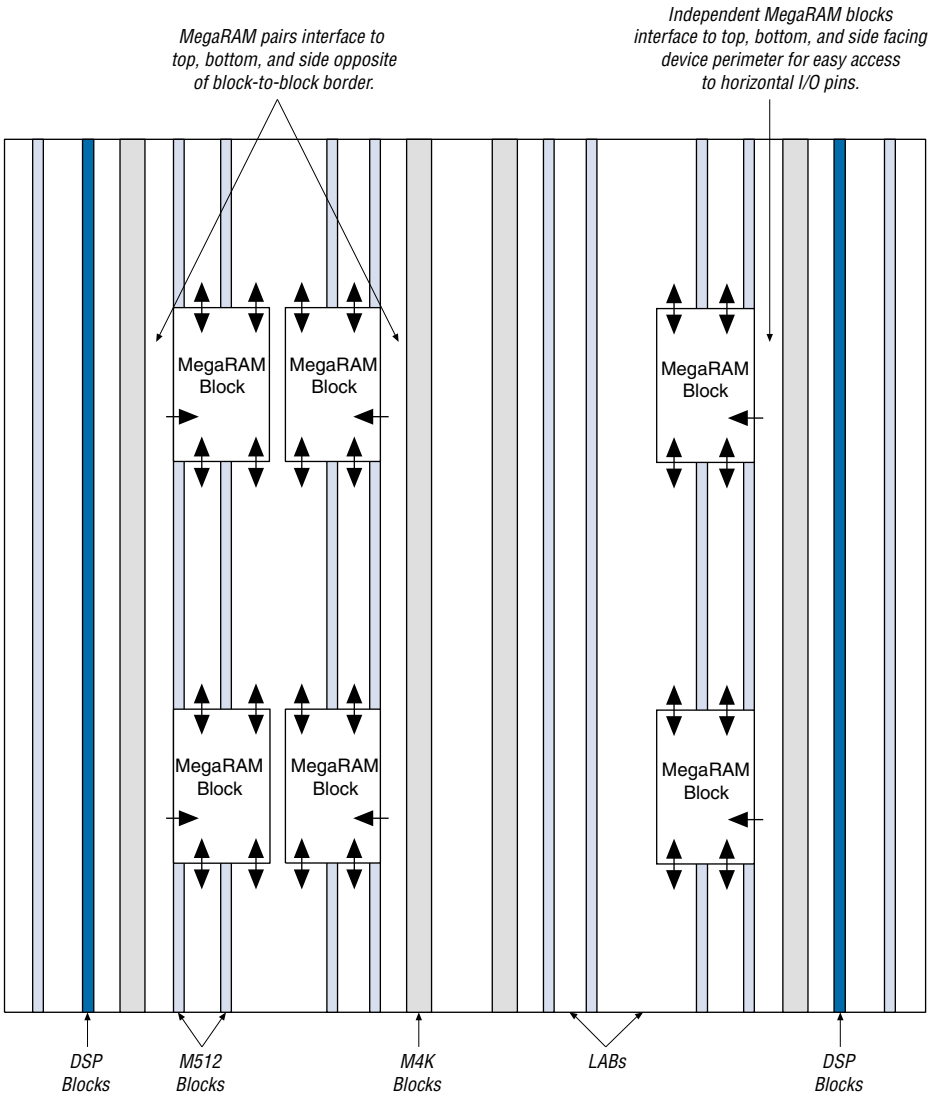 MegaRAM pairs interface to
top, bottom, and side opposite
of block-to-block border.
Independent MegaRAM blocks
interface to top, bottom, and side facing
device perimeter for easy access
to horizontal I/O pins.
MegaRAM
Block
MegaRAM
Block
MegaRAM
Block
MegaRAM
Block
MegaRAM
Block
MegaRAM
Block
DSP
Blocks
M512
Blocks
M4K
Blocks
LABs
DSP
Blocks